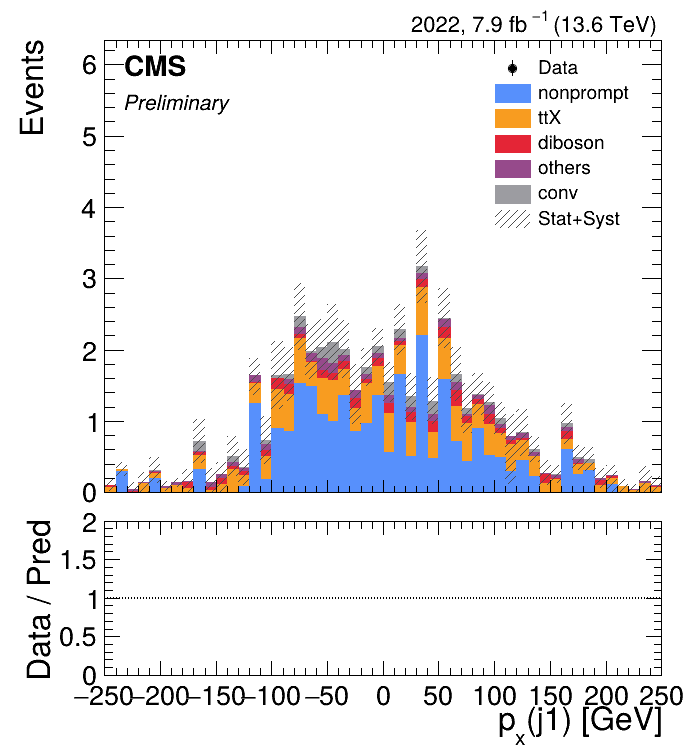 2022, 7.9 fb⁻¹ (13.6 TeV)
Events
CMS
Preliminary
Data
nonprompt
ttX
diboson
others
conv
Stat+Syst
6
5
4
3
2
1
0
Data / Pred
2
1.5
1
0.5
0
−250 −200 −150 −100 −50 0 50 100 150 200 250
pₓ(j1) [GeV]